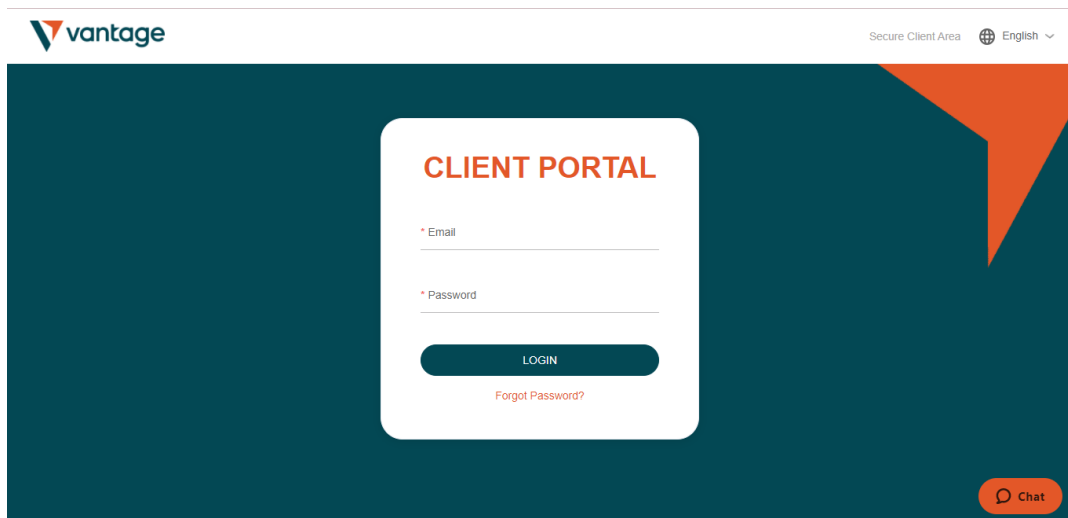 vantage
Secure Client Area English
CLIENT PORTAL
* Email
* Password
LOGIN
Forgot Password?
Chat